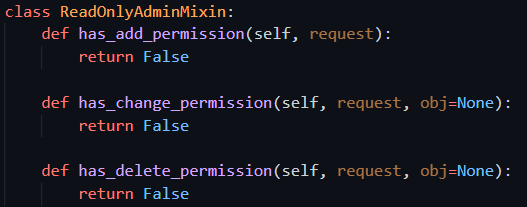 class ReadOnlyAdminMixin:
    def has_add_permission(self, request):
        return False

    def has_change_permission(self, request, obj=None):
        return False

    def has_delete_permission(self, request, obj=None):
        return False